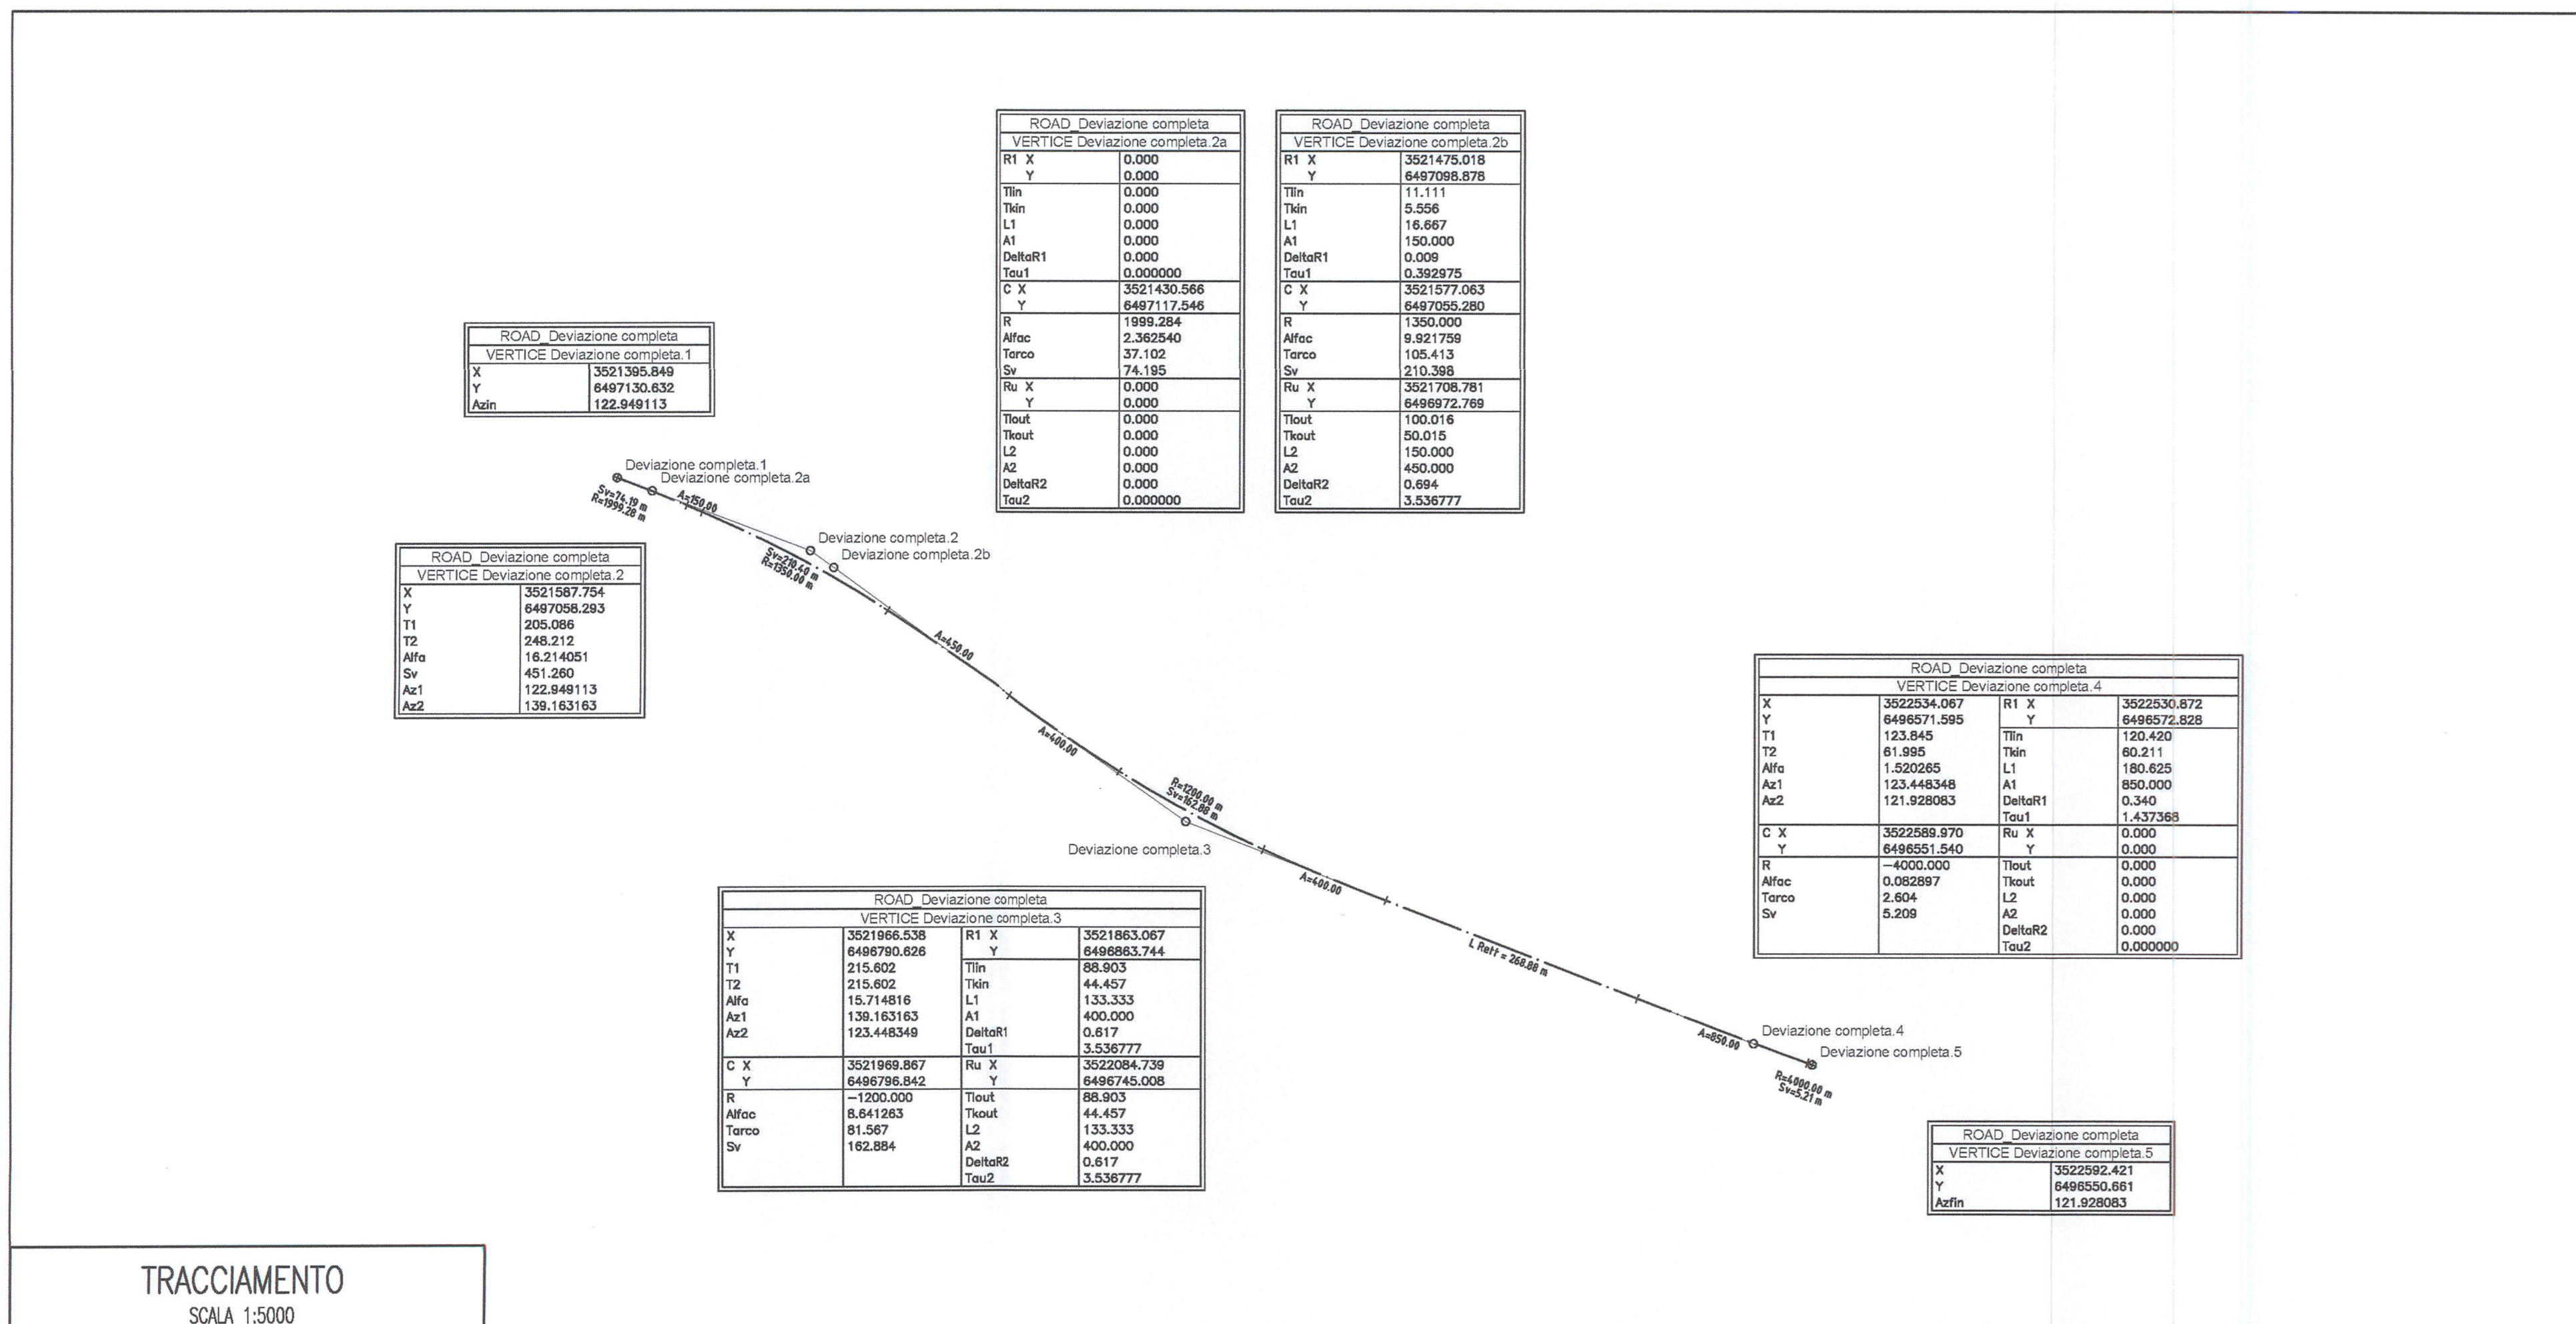 ROAD_Deviazione completa
VERTICE Deviazione completa.2a
R1 X 0.000
Y 0.000
Tlin 0.000
Tkin 0.000
L1 0.000
A1 0.000
DeltaR1 0.000
Tau1 0.000000
C X 3521430.566
Y 6497117.546
R 1999.284
Alfac 2.362540
Tarco 37.102
Sv 74.195
Ru X 0.000
Y 0.000
Tlout 0.000
Tkout 0.000
L2 0.000
A2 0.000
DeltaR2 0.000
Tau2 0.000000
ROAD_Deviazione completa
VERTICE Deviazione completa.2b
R1 X 3521475.018
Y 6497098.878
Tlin 11.111
Tkin 5.556
L1 16.667
A1 150.000
DeltaR1 0.009
Tau1 0.392975
C X 3521577.063
Y 6497055.280
R 1350.000
Alfac 9.921759
Tarco 105.413
Sv 210.398
Ru X 3521708.781
Y 6496972.769
Tlout 100.016
Tkout 50.015
L2 150.000
A2 450.000
DeltaR2 0.694
Tau2 3.536777
ROAD_Deviazione completa
VERTICE Deviazione completa.1
X 3521395.849
Y 6497130.632
Azin 122.949113
Deviazione completa.1
Deviazione completa.2a
Sv=74.19 m
R=1999.28 m
A=150.00
Deviazione completa.2
Deviazione completa.2b
Sv=210.40 m
R=1350.00 m
ROAD_Deviazione completa
VERTICE Deviazione completa.2
X 3521587.754
Y 6497058.293
T1 205.086
T2 248.212
Alfa 16.214051
Sv 451.260
Az1 122.949113
Az2 139.163163
A=450.00
A=400.00
R=1200.00 m
Sv=162.88 m
Deviazione completa.3
A=400.00
L Rett = 268.88 m
ROAD_Deviazione completa
VERTICE Deviazione completa.4
X 3522534.067 R1 X 3522530.872
Y 6496571.595 Y 6496572.828
T1 123.845 Tlin 120.420
T2 61.995 Tkin 60.211
Alfa 1.520265 L1 180.625
Az1 123.448348 A1 850.000
Az2 121.928083 DeltaR1 0.340
Tau1 1.437368
C X 3522589.970 Ru X 0.000
Y 6496551.540 Y 0.000
R −4000.000 Tlout 0.000
Alfac 0.082897 Tkout 0.000
Tarco 2.604 L2 0.000
Sv 5.209 A2 0.000
DeltaR2 0.000
Tau2 0.000000
ROAD_Deviazione completa
VERTICE Deviazione completa.3
X 3521966.538 R1 X 3521863.067
Y 6496790.626 Y 6496863.744
T1 215.602 Tlin 88.903
T2 215.602 Tkin 44.457
Alfa 15.714816 L1 133.333
Az1 139.163163 A1 400.000
Az2 123.448349 DeltaR1 0.617
Tau1 3.536777
C X 3521969.867 Ru X 3522084.739
Y 6496796.842 Y 6496745.008
R −1200.000 Tlout 88.903
Alfac 8.641263 Tkout 44.457
Tarco 81.567 L2 133.333
Sv 162.884 A2 400.000
DeltaR2 0.617
Tau2 3.536777
A=850.00
Deviazione completa.4
Deviazione completa.5
R=4000.00 m
Sv=5.21 m
ROAD_Deviazione completa
VERTICE Deviazione completa.5
X 3522592.421
Y 6496550.661
Azfin 121.928083
TRACCIAMENTO
SCALA 1:5000